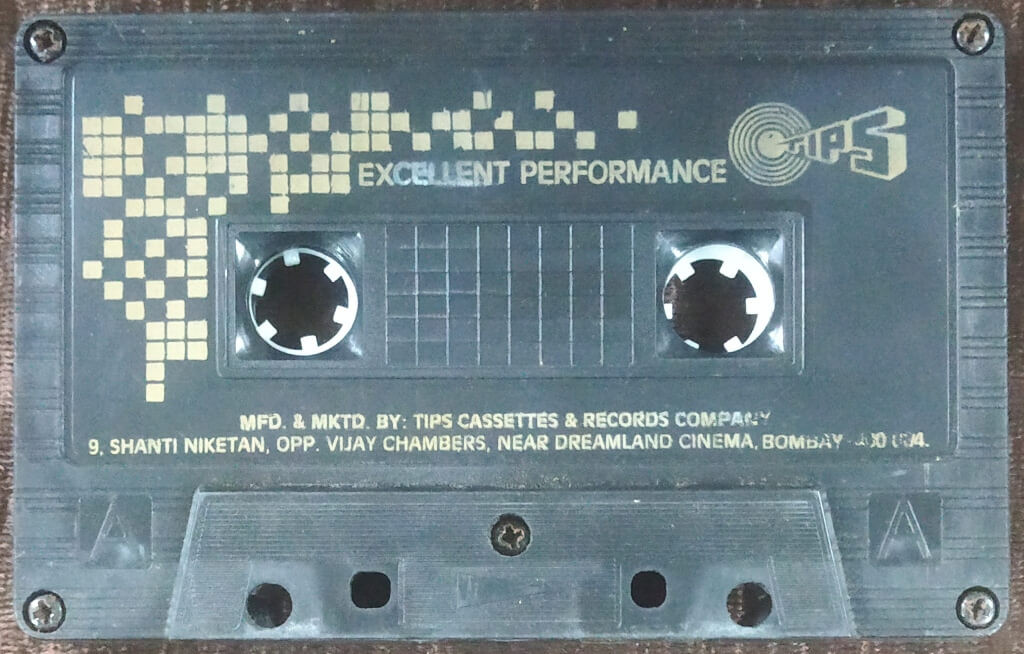 TIPS
EXCELLENT PERFORMANCE
MFD. & MKTD. BY: TIPS CASSETTES & RECORDS COMPANY
9, SHANTI NIKETAN, OPP. VIJAY CHAMBERS, NEAR DREAMLAND CINEMA, BOMBAY
A A